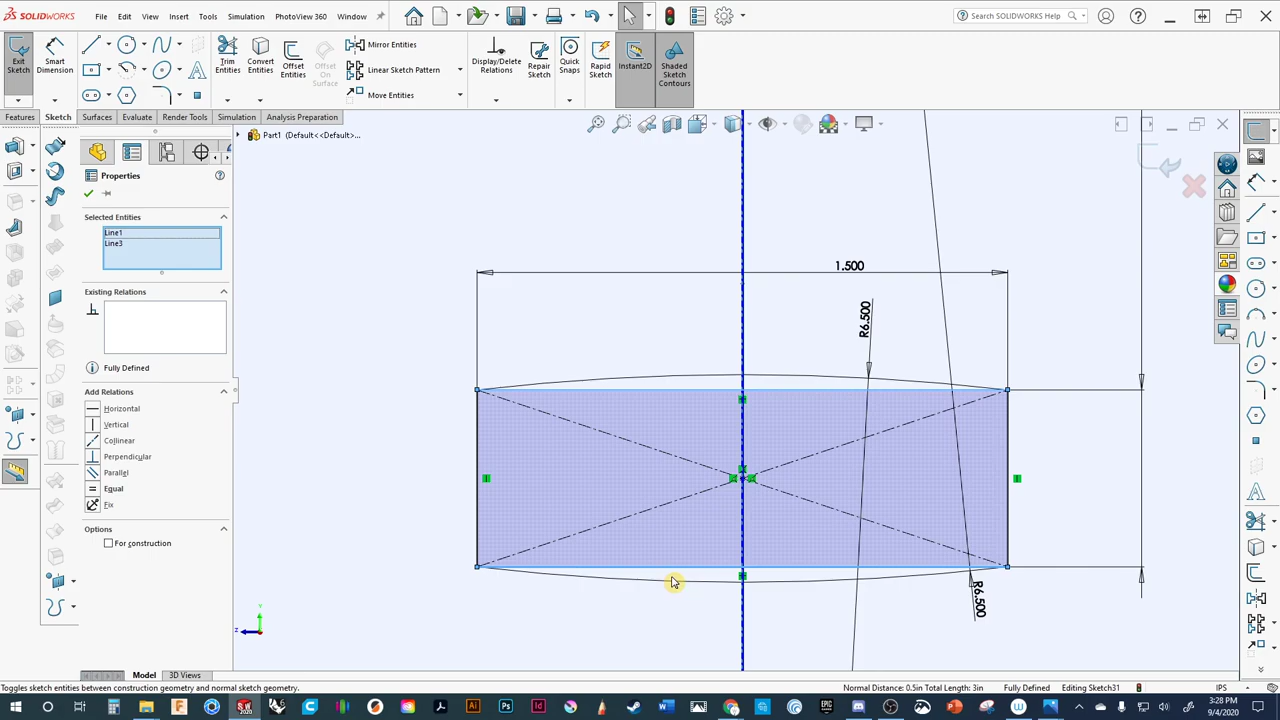 SOLIDWORKS File Edit View Insert Tools Simulation PhotoView 360 Window
Search SOLIDWORKS Help
Exit Sketch
Smart Dimension
Trim Entities
Convert Entities
Offset Entities
Offset On Surface
Mirror Entities
Linear Sketch Pattern
Move Entities
Display/Delete Relations
Repair Sketch
Quick Snaps
Rapid Sketch
Instant2D
Shaded Sketch Contours
Features Sketch Surfaces Evaluate Render Tools Simulation Analysis Preparation
Part1 (Default<<Default>...
Properties
Selected Entities
Line1
Line3
Existing Relations
Fully Defined
Add Relations
Horizontal
Vertical
Collinear
Perpendicular
Parallel
Equal
Fix
Options
For construction
1.500
R6.500
R6.500
Y
Z
Model 3D Views
Toggles sketch entities between construction geometry and normal sketch geometry.
Normal Distance: 0.5in Total Length: 3in Fully Defined Editing Sketch31 IPS
3:28 PM
9/4/2020